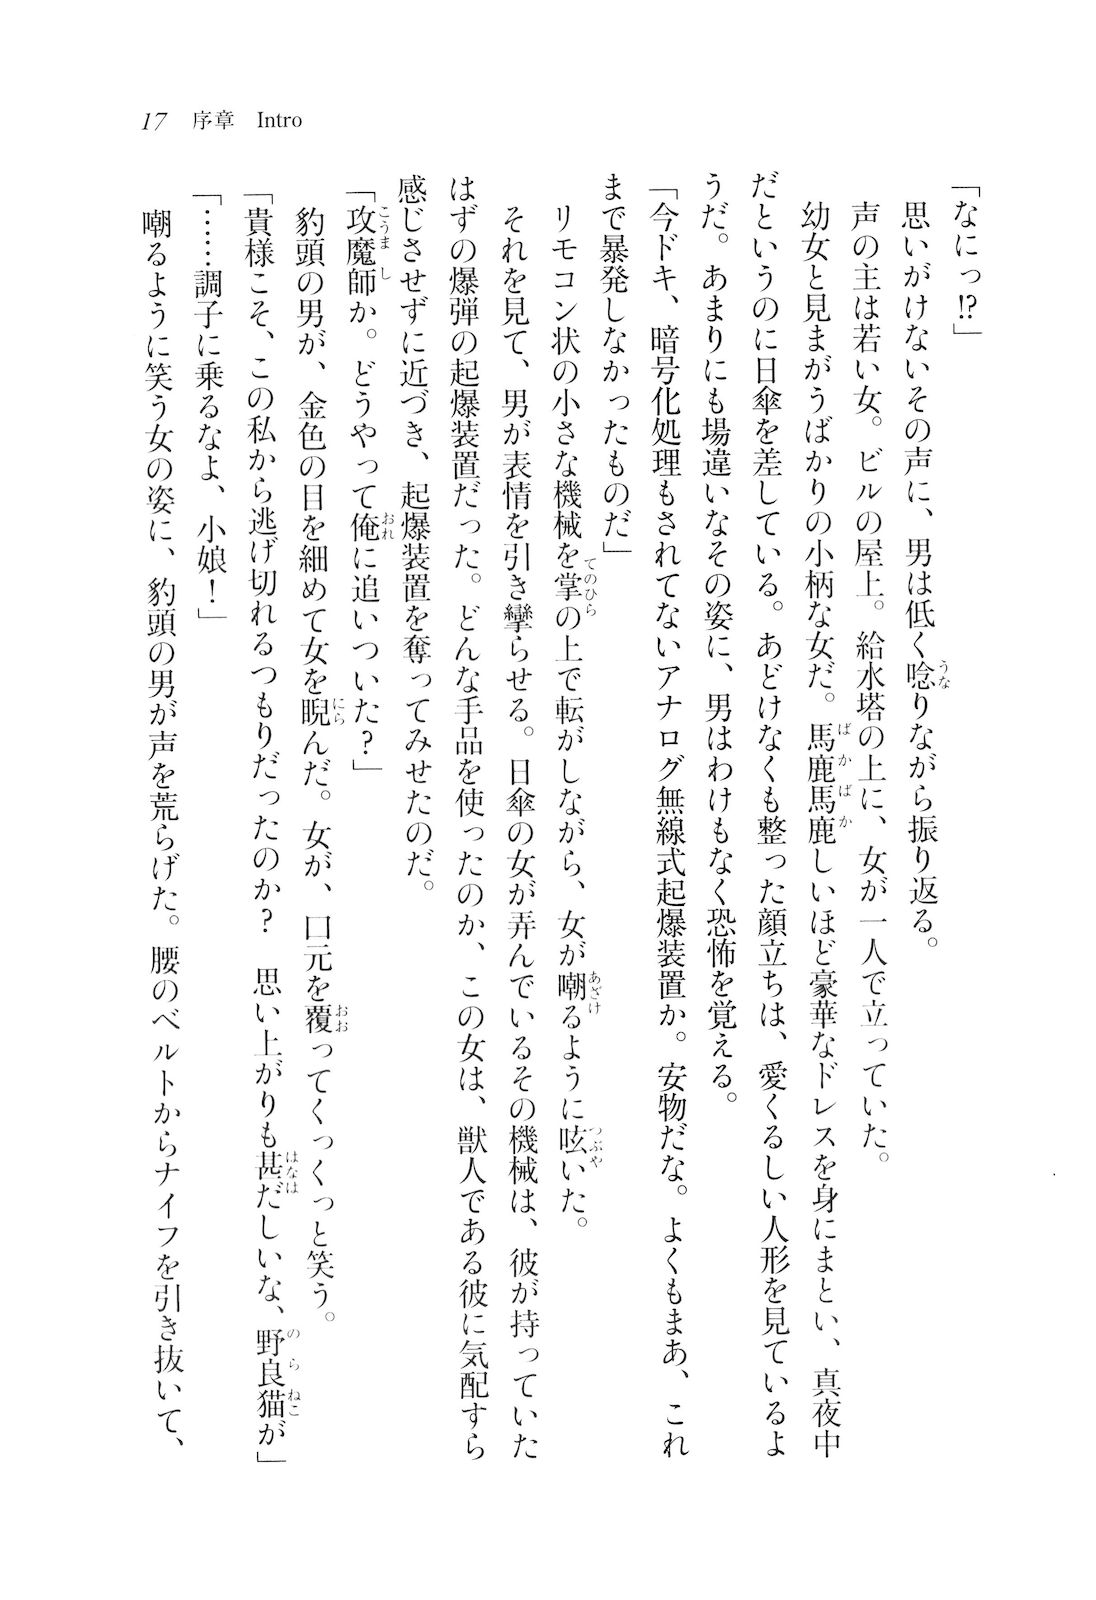 17　序章　Intro
「なにっ!?」
思いがけないその声に、男は低く唸りながら振り返る。
声の主は若い女。ビルの屋上。給水塔の上に、女が一人で立っていた。
幼女と見まがうばかりの小柄な女だ。馬鹿馬鹿しいほど豪華なドレスを身にまとい、真夜中
だというのに日傘を差している。あどけなくも整った顔立ちは、愛くるしい人形を見ているよ
うだ。あまりにも場違いなその姿に、男はわけもなく恐怖を覚える。
「今ドキ、暗号化処理もされてないアナログ無線式起爆装置か。安物だな。よくもまあ、これ
まで暴発しなかったものだ」
リモコン状の小さな機械を掌の上で転がしながら、女が嘲るように呟いた。
それを見て、男が表情を引き攣らせる。日傘の女が弄んでいるその機械は、彼が持っていた
はずの爆弾の起爆装置だった。どんな手品を使ったのか、この女は、獣人である彼に気配すら
感じさせずに近づき、起爆装置を奪ってみせたのだ。
「攻魔師か。どうやって俺に追いついた？」
豹頭の男が、金色の目を細めて女を睨んだ。女が、口元を覆ってくっくっと笑う。
「貴様こそ、この私から逃げ切れるつもりだったのか？　思い上がりも甚だしいな、野良猫が」
「……調子に乗るなよ、小娘！」
嘲るように笑う女の姿に、豹頭の男が声を荒らげた。腰のベルトからナイフを引き抜いて、